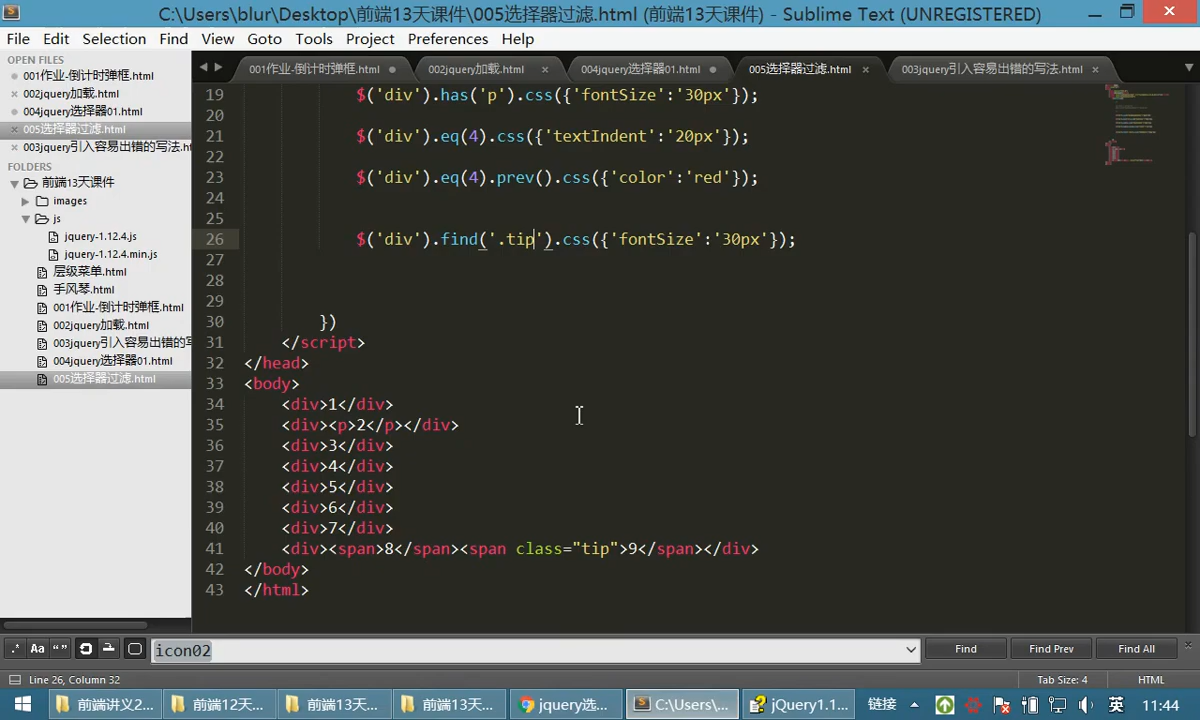 C:\Users\blur\Desktop\前端13天课件\005选择器过滤.html (前端13天课件) - Sublime Text (UNREGISTERED)
File Edit Selection Find View Goto Tools Project Preferences Help
OPEN FILES
001作业-倒计时弹框.html
002jquery加载.html
004jquery选择器01.html
005选择器过滤.html
003jquery引入容易出错的写法.ht
FOLDERS
前端13天课件
images
js
jquery-1.12.4.js
jquery-1.12.4.min.js
层级菜单.html
手风琴.html
001作业-倒计时弹框.html
002jquery加载.html
003jquery引入容易出错的写
004jquery选择器01.html
005选择器过滤.html
001作业-倒计时弹框.html 002jquery加载.html 004jquery选择器01.html 005选择器过滤.html 003jquery引入容易出错的写法.html
19 $('div').has('p').css({'fontSize':'30px'});
20
21 $('div').eq(4).css({'textIndent':'20px'});
22
23 $('div').eq(4).prev().css({'color':'red'});
24
25
26 $('div').find('.tip').css({'fontSize':'30px'});
27
28
29
30 })
31 </script>
32 </head>
33 <body>
34 <div>1</div>
35 <div><p>2</p></div>
36 <div>3</div>
37 <div>4</div>
38 <div>5</div>
39 <div>6</div>
40 <div>7</div>
41 <div><span>8</span><span class="tip">9</span></div>
42 </body>
43 </html>
.* Aa “” icon02 Find Find Prev Find All
Line 26, Column 32 Tab Size: 4 HTML
前端讲义2... 前端12天... 前端13天... 前端13天... jquery选... C:\Users\... jQuery1.1... 链接 英 11:44